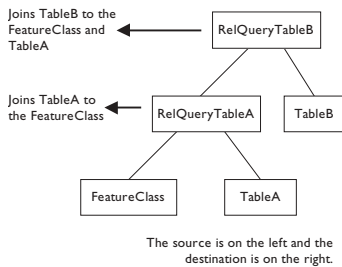 Joins TableB to the
FeatureClass and
TableA
RelQueryTableB
Joins TableA to
the FeatureClass
RelQueryTableA
TableB
FeatureClass
TableA
The source is on the left and the
destination is on the right.